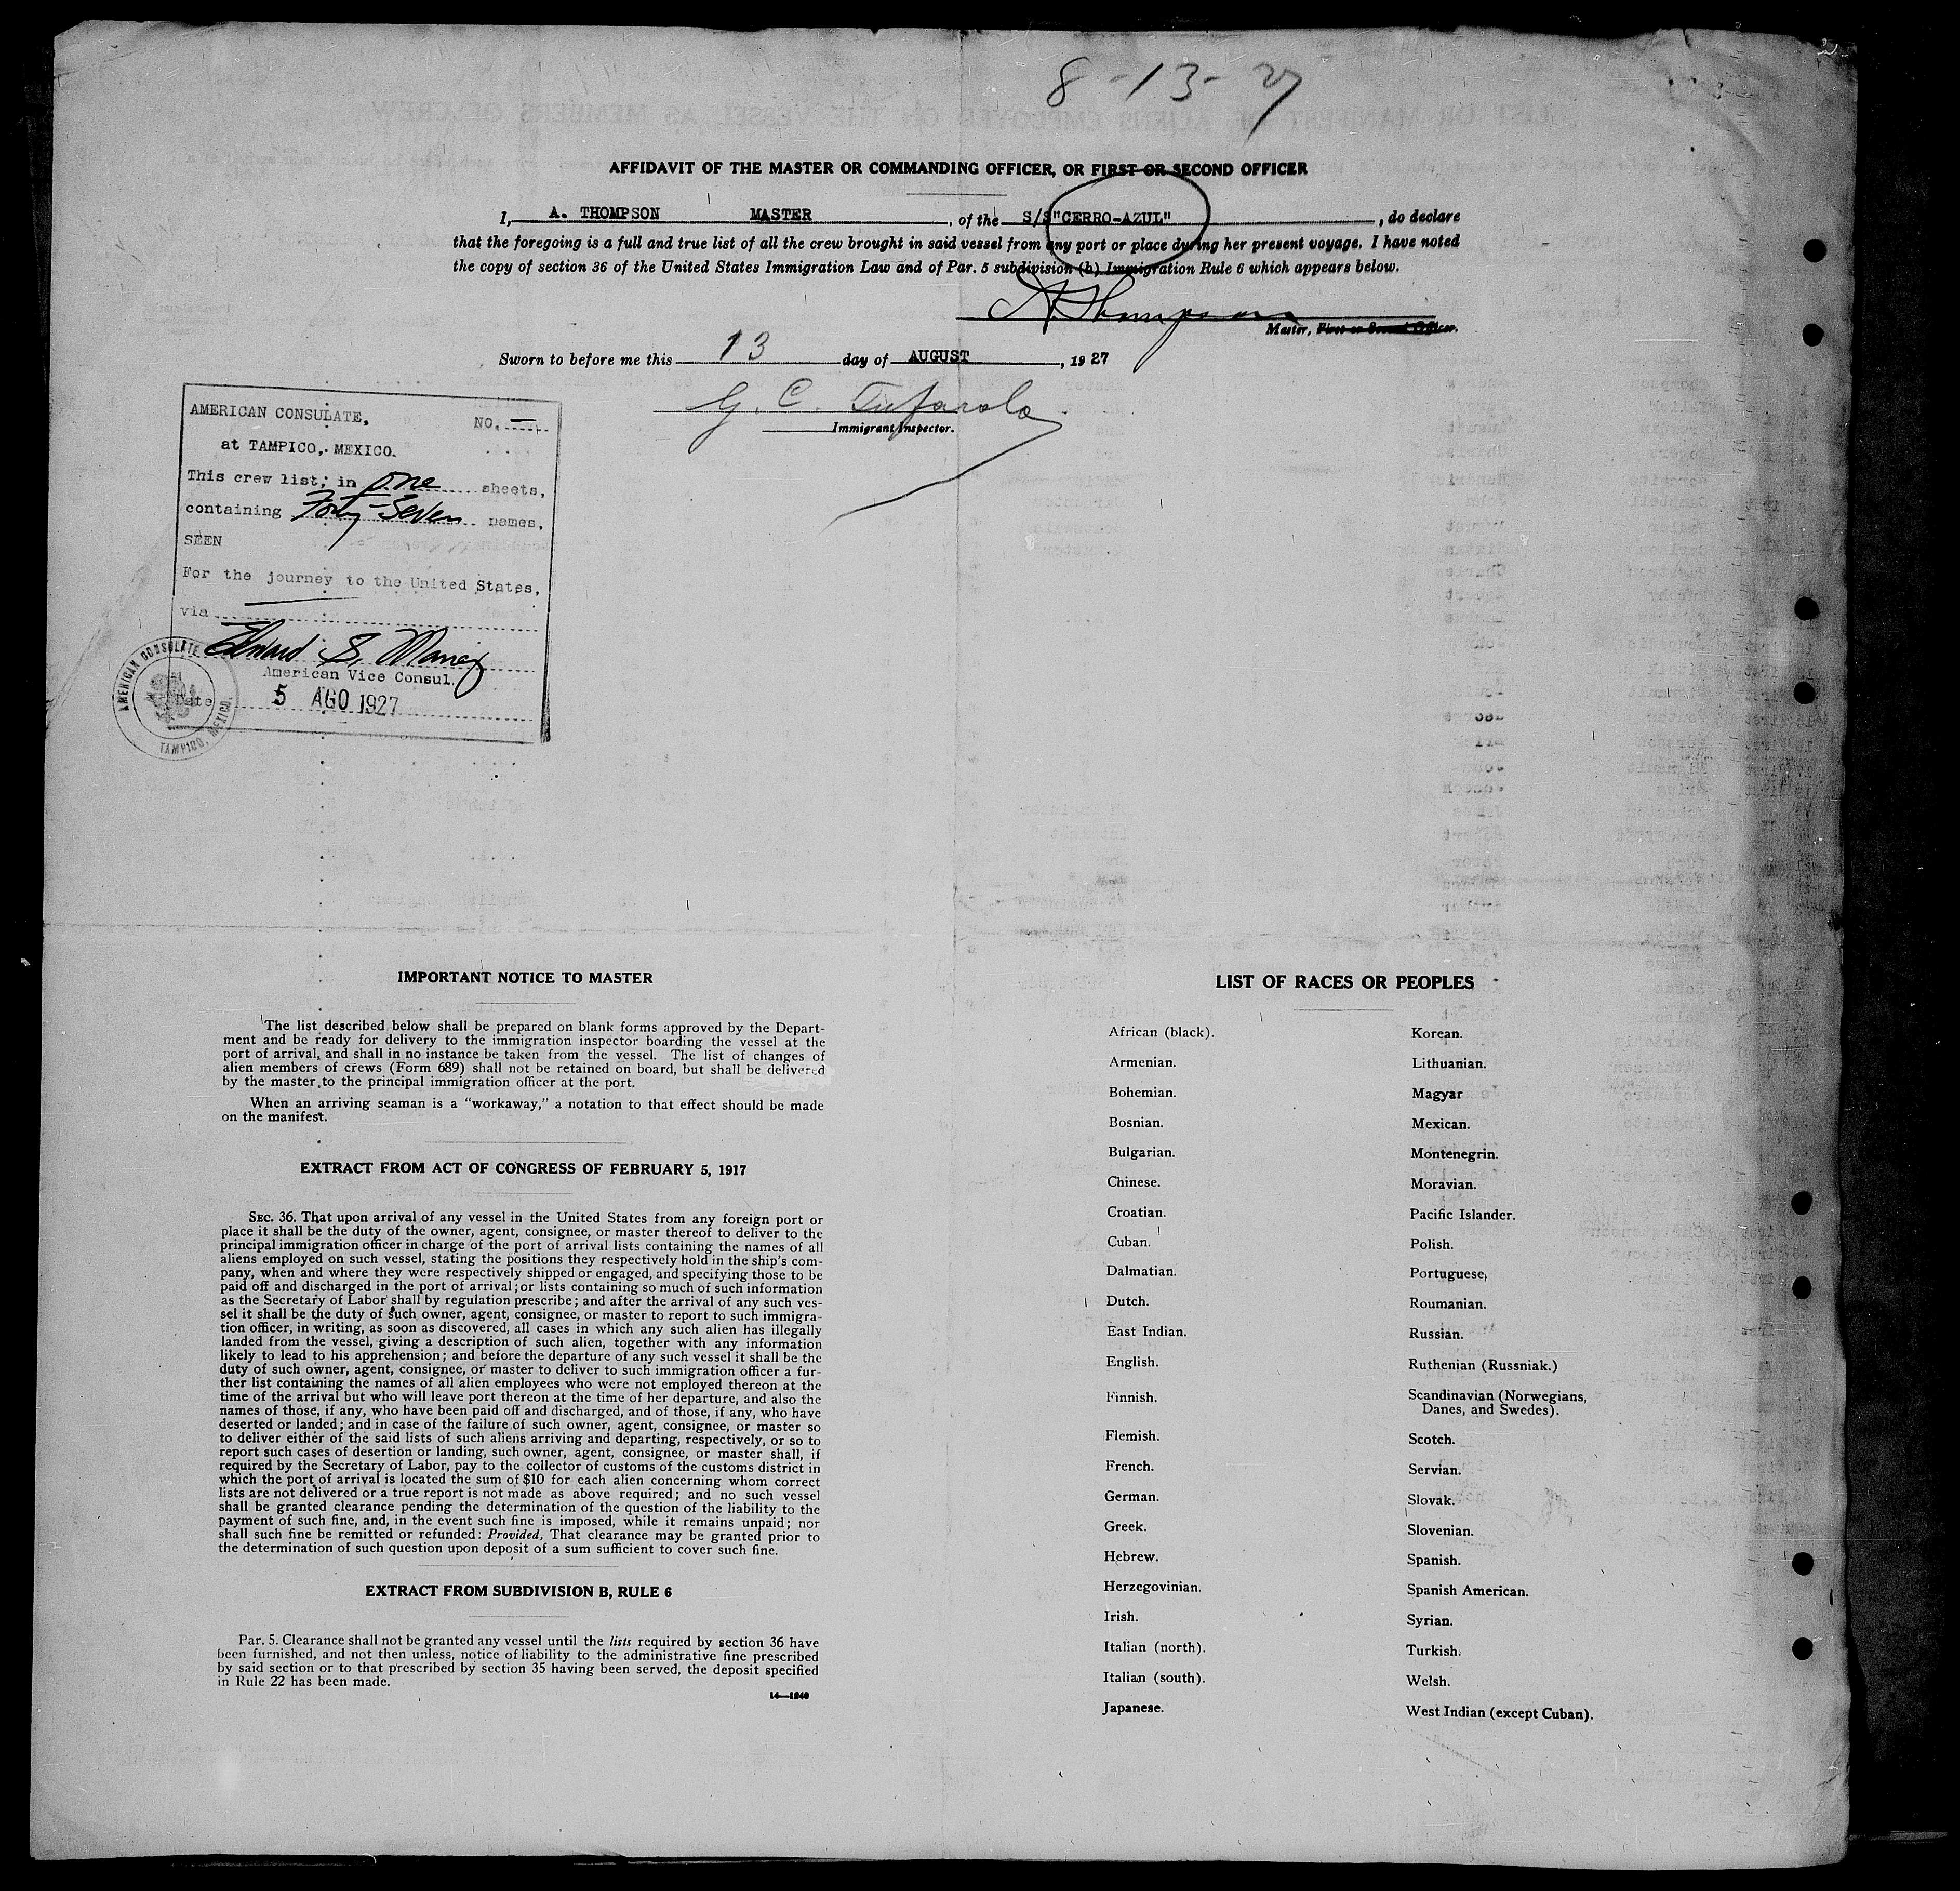 8-13-27
AFFIDAVIT OF THE MASTER OR COMMANDING OFFICER, OR FIRST OR SECOND OFFICER
I, A. THOMPSON MASTER, of the S/S"CERRO-AZUL", do declare
that the foregoing is a full and true list of all the crew brought in said vessel from any port or place during her present voyage. I have noted
the copy of section 36 of the United States Immigration Law and of Par. 5 subdivision (b) Immigration Rule 6 which appears below.
A. Thompson
Master, First or Second Officer.
Sworn to before me this 13 day of AUGUST, 1927
G. C.
Immigrant Inspector.
AMERICAN CONSULATE, NO. —
at TAMPICO, MEXICO.
This crew list; in one sheets,
containing Forty-Seven names,
SEEN
For the journey to the United States,
via
Edward S.
American Vice Consul.
Date 5 AGO 1927
AMERICAN CONSULATE
TAMPICO, MEXICO.
IMPORTANT NOTICE TO MASTER
The list described below shall be prepared on blank forms approved by the Depart-
ment and be ready for delivery to the immigration inspector boarding the vessel at the
port of arrival, and shall in no instance be taken from the vessel. The list of changes of
alien members of crews (Form 689) shall not be retained on board, but shall be delivered
by the master to the principal immigration officer at the port.
When an arriving seaman is a "workaway," a notation to that effect should be made
on the manifest.
EXTRACT FROM ACT OF CONGRESS OF FEBRUARY 5, 1917
SEC. 36. That upon arrival of any vessel in the United States from any foreign port or
place it shall be the duty of the owner, agent, consignee, or master thereof to deliver to the
principal immigration officer in charge of the port of arrival lists containing the names of all
aliens employed on such vessel, stating the positions they respectively hold in the ship's com-
pany, when and where they were respectively shipped or engaged, and specifying those to be
paid off and discharged in the port of arrival; or lists containing so much of such information
as the Secretary of Labor shall by regulation prescribe; and after the arrival of any such ves-
sel it shall be the duty of such owner, agent, consignee, or master to report to such immigra-
tion officer, in writing, as soon as discovered, all cases in which any such alien has illegally
landed from the vessel, giving a description of such alien, together with any information
likely to lead to his apprehension; and before the departure of any such vessel it shall be the
duty of such owner, agent, consignee, or master to deliver to such immigration officer a fur-
ther list containing the names of all alien employees who were not employed thereon at the
time of the arrival but who will leave port thereon at the time of her departure, and also the
names of those, if any, who have been paid off and discharged, and of those, if any, who have
deserted or landed; and in case of the failure of such owner, agent, consignee, or master so
to deliver either of the said lists of such aliens arriving and departing, respectively, or so to
report such cases of desertion or landing, such owner, agent, consignee, or master shall, if
required by the Secretary of Labor, pay to the collector of customs of the customs district in
which the port of arrival is located the sum of $10 for each alien concerning whom correct
lists are not delivered or a true report is not made as above required; and no such vessel
shall be granted clearance pending the determination of the question of the liability to the
payment of such fine, and, in the event such fine is imposed, while it remains unpaid; nor
shall such fine be remitted or refunded: Provided, That clearance may be granted prior to
the determination of such question upon deposit of a sum sufficient to cover such fine.
EXTRACT FROM SUBDIVISION B, RULE 6
Par. 5. Clearance shall not be granted any vessel until the lists required by section 36 have
been furnished, and not then unless, notice of liability to the administrative fine prescribed
by said section or to that prescribed by section 35 having been served, the deposit specified
in Rule 22 has been made.
14—1240
LIST OF RACES OR PEOPLES
African (black).
Armenian.
Bohemian.
Bosnian.
Bulgarian.
Chinese.
Croatian.
Cuban.
Dalmatian.
Dutch.
East Indian.
English.
Finnish.
Flemish.
French.
German.
Greek.
Hebrew.
Herzegovinian.
Irish.
Italian (north).
Italian (south).
Japanese.
Korean.
Lithuanian.
Magyar
Mexican.
Montenegrin.
Moravian.
Pacific Islander.
Polish.
Portuguese.
Roumanian.
Russian.
Ruthenian (Russniak.)
Scandinavian (Norwegians,
Danes, and Swedes).
Scotch.
Servian.
Slovak.
Slovenian.
Spanish.
Spanish American.
Syrian.
Turkish.
Welsh.
West Indian (except Cuban).